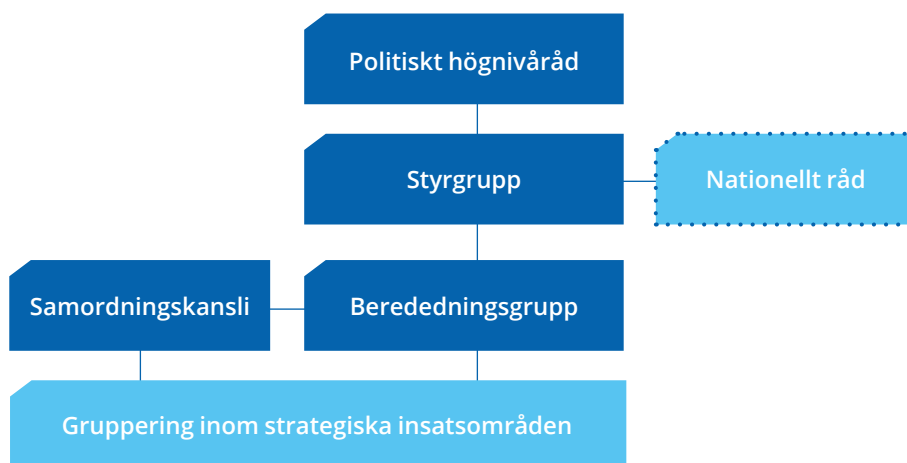 Politiskt högnivåråd
Styrgrupp
Nationellt råd
Samordningskansli
Berededningsgrupp
Gruppering inom strategiska insatsområden